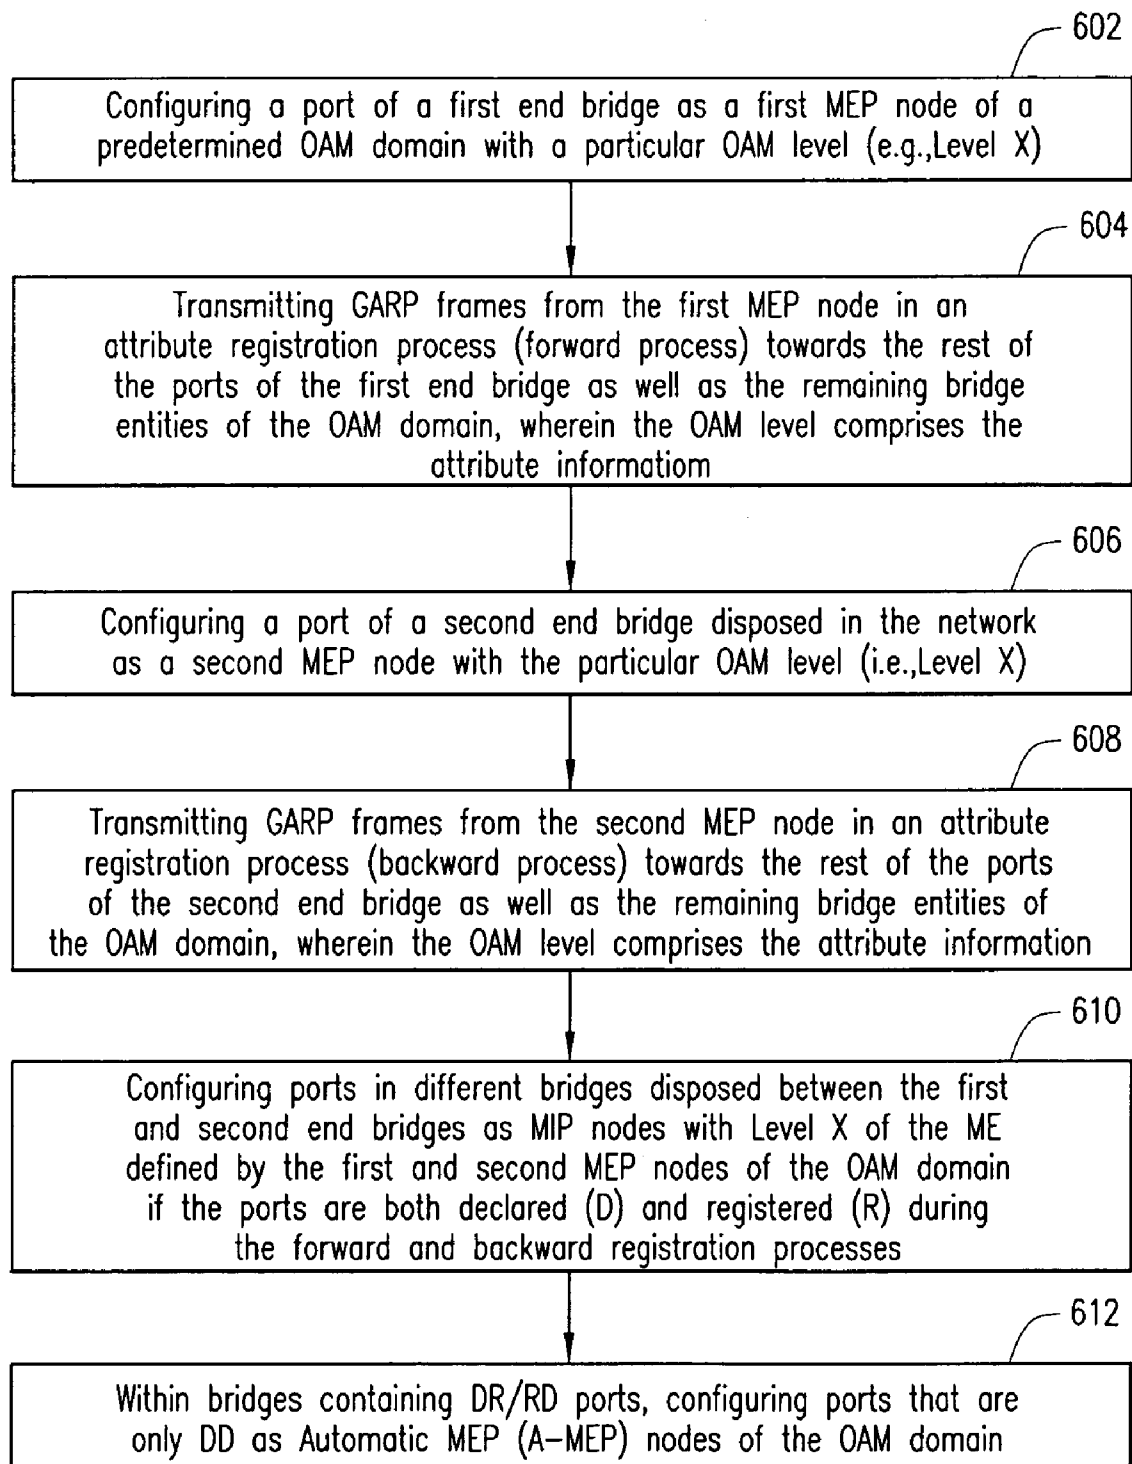 602
Configuring a port of a first end bridge as a first MEP node of a
predetermined OAM domain with a particular OAM level (e.g.,Level X)
604
Transmitting GARP frames from the first MEP node in an
attribute registration process (forward process) towards the rest of
the ports of the first end bridge as well as the remaining bridge
entities of the OAM domain, wherein the OAM level comprises the
attribute informatiom
606
Configuring a port of a second end bridge disposed in the network
as a second MEP node with the particular OAM level (i.e.,Level X)
608
Transmitting GARP frames from the second MEP node in an attribute
registration process (backward process) towards the rest of the ports
of the second end bridge as well as the remaining bridge entities of
the OAM domain, wherein the OAM level comprises the attribute information
610
Configuring ports in different bridges disposed between the first
and second end bridges as MIP nodes with Level X of the ME
defined by the first and second MEP nodes of the OAM domain
if the ports are both declared (D) and registered (R) during
the forward and backward registration processes
612
Within bridges containing DR/RD ports, configuring ports that are
only DD as Automatic MEP (A-MEP) nodes of the OAM domain